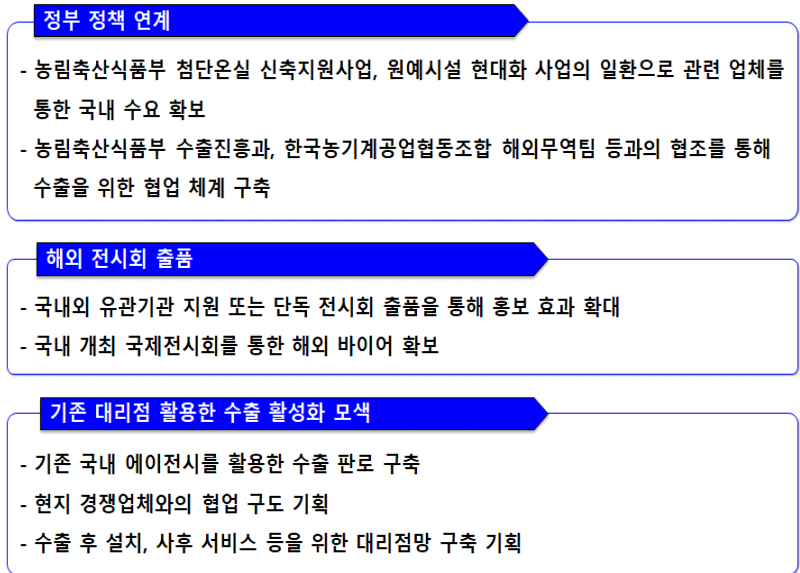 정부 정책 연계
- 농림축산식품부 첨단온실 신축지원사업, 원예시설 현대화 사업의 일환으로 관련 업체를
통한 국내 수요 확보
- 농림축산식품부 수출진흥과, 한국농기계공업협동조합 해외무역팀 등과의 협조를 통해
수출을 위한 협업 체계 구축
해외 전시회 출품
- 국내외 유관기관 지원 또는 단독 전시회 출품을 통해 홍보 효과 확대
- 국내 개최 국제전시회를 통한 해외 바이어 확보
기존 대리점 활용한 수출 활성화 모색
- 기존 국내 에이전시를 활용한 수출 판로 구축
- 현지 경쟁업체와의 협업 구도 기획
- 수출 후 설치, 사후 서비스 등을 위한 대리점망 구축 기획